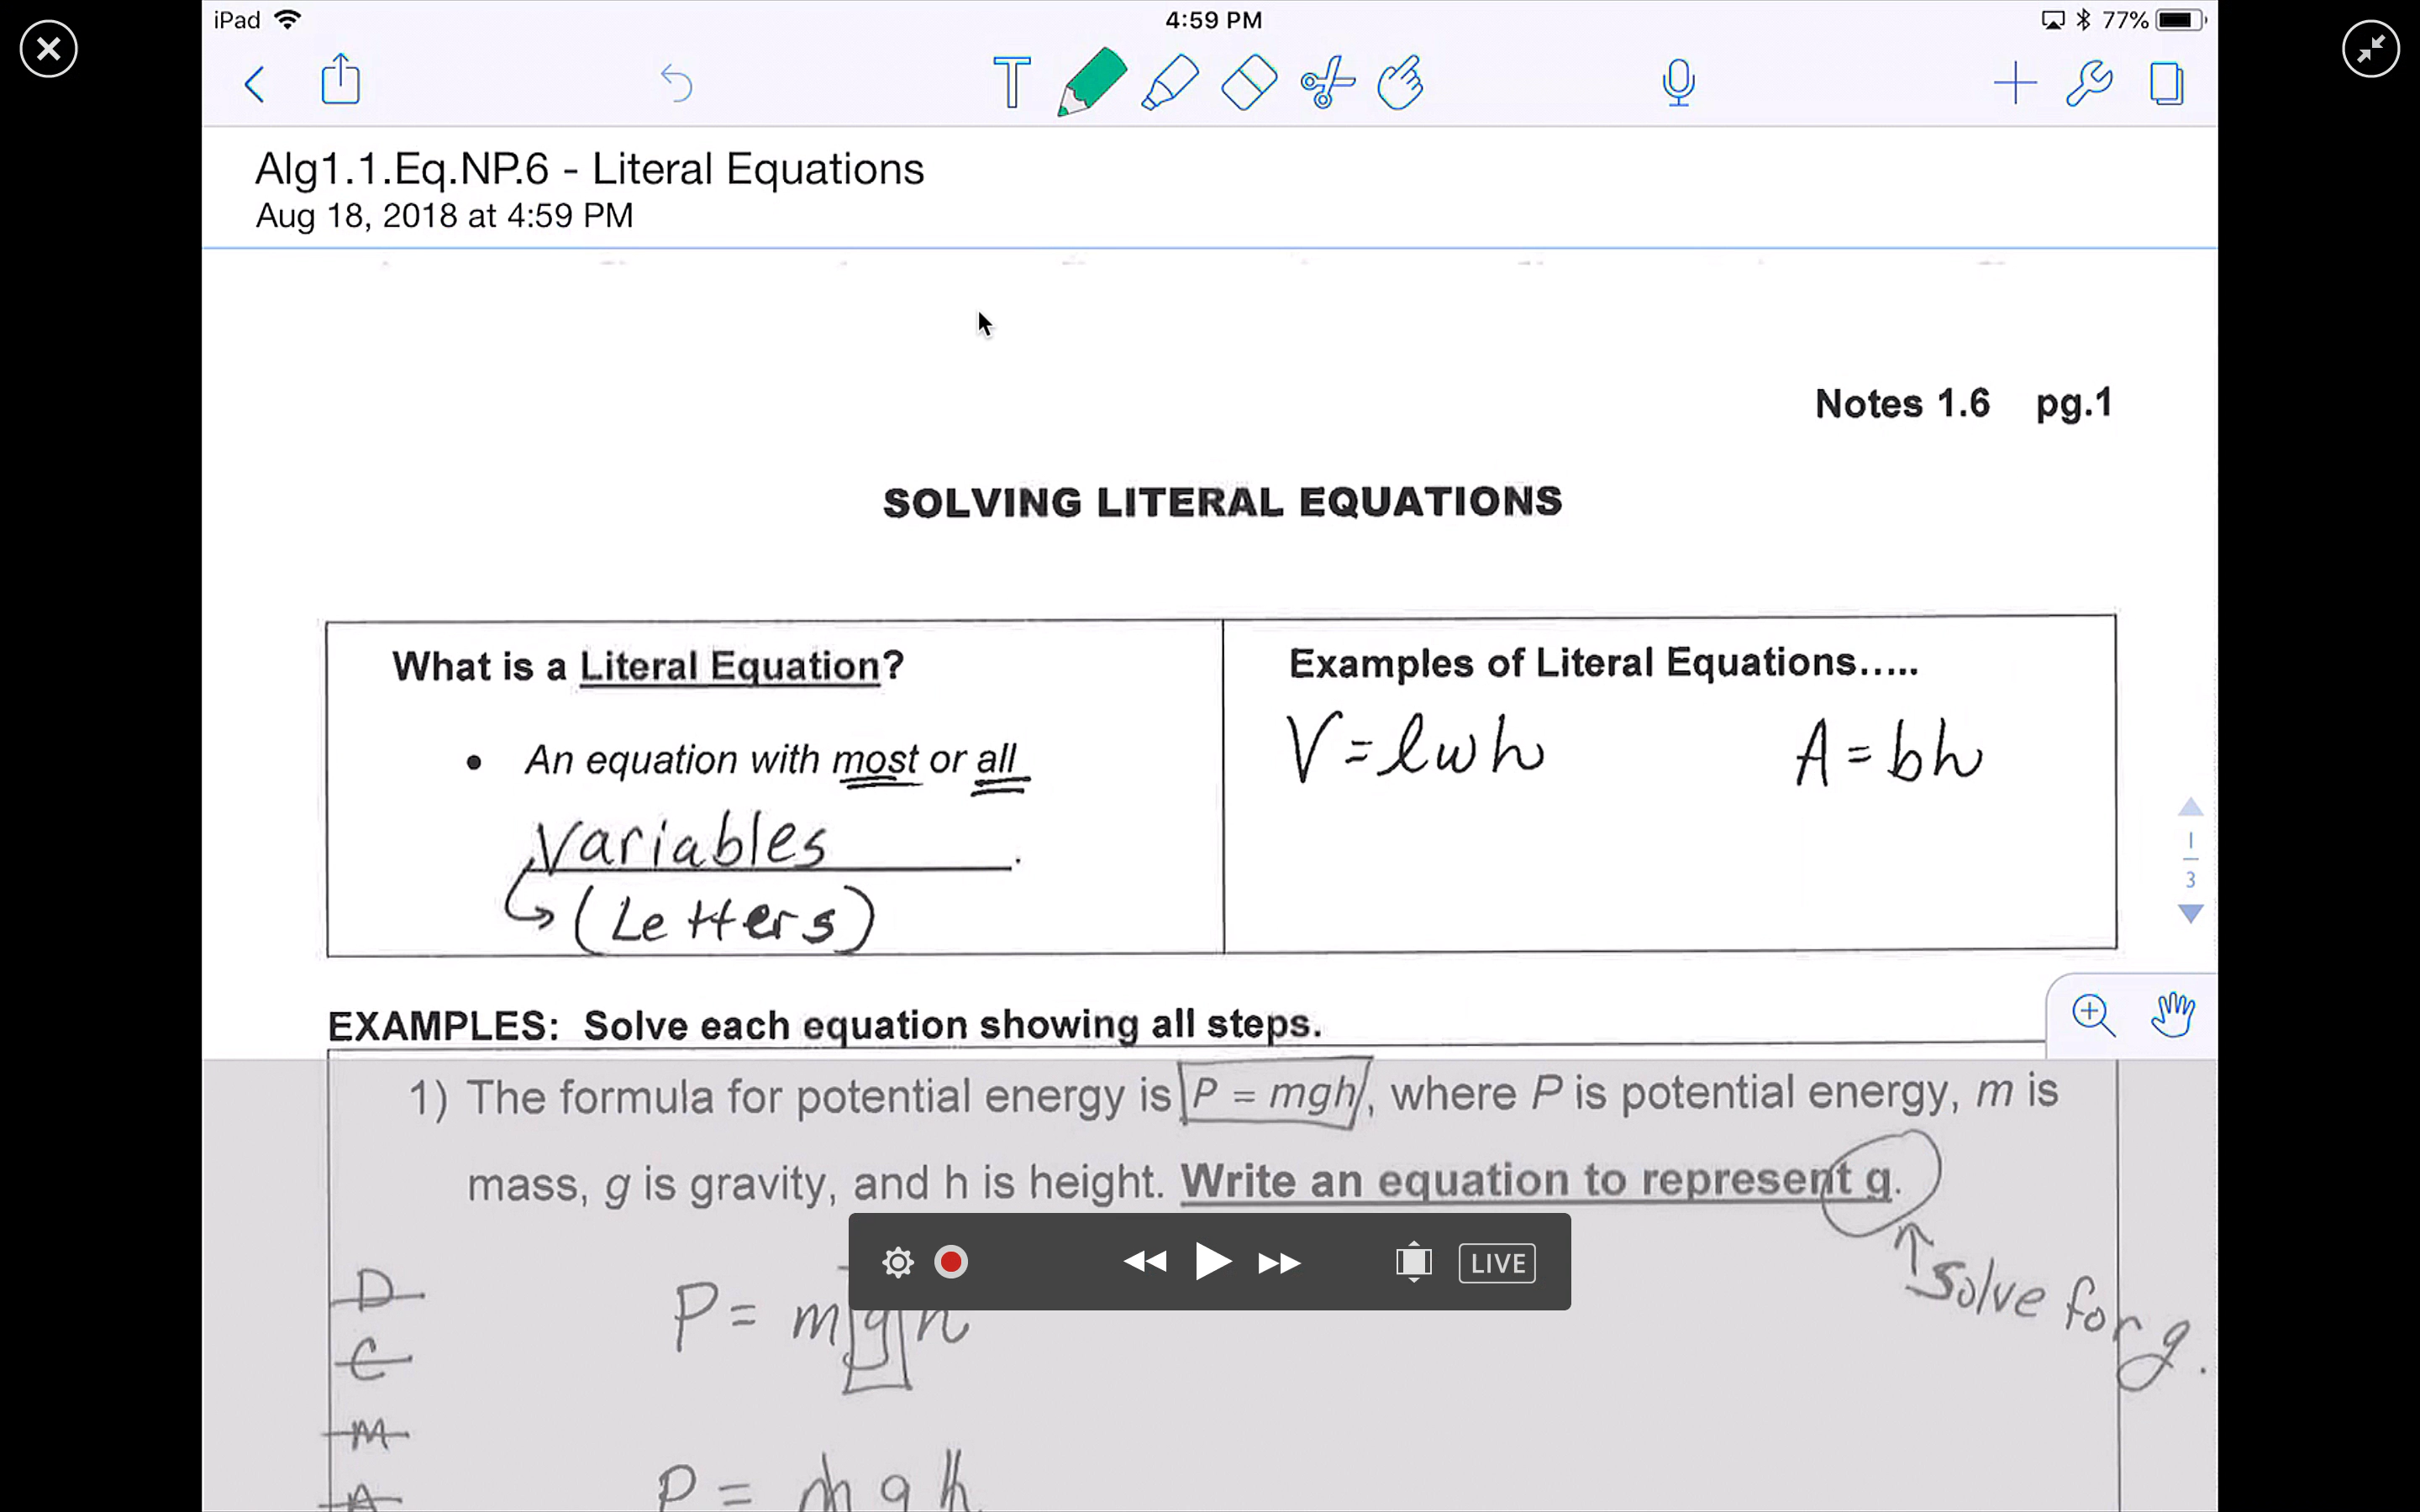 iPad 4:59 PM 77%
T
Alg1.1.Eq.NP.6 - Literal Equations
Aug 18, 2018 at 4:59 PM
Notes 1.6 pg.1
SOLVING LITERAL EQUATIONS
What is a Literal Equation?
• An equation with most or all
variables.
(Letters)
Examples of Literal Equations.....
V = lwh A = bh
1
3
EXAMPLES: Solve each equation showing all steps.
1) The formula for potential energy is P = mgh, where P is potential energy, m is
mass, g is gravity, and h is height. Write an equation to represent g.
LIVE
Solve for g.
D
P = mgh
C
M
P = mgh
A